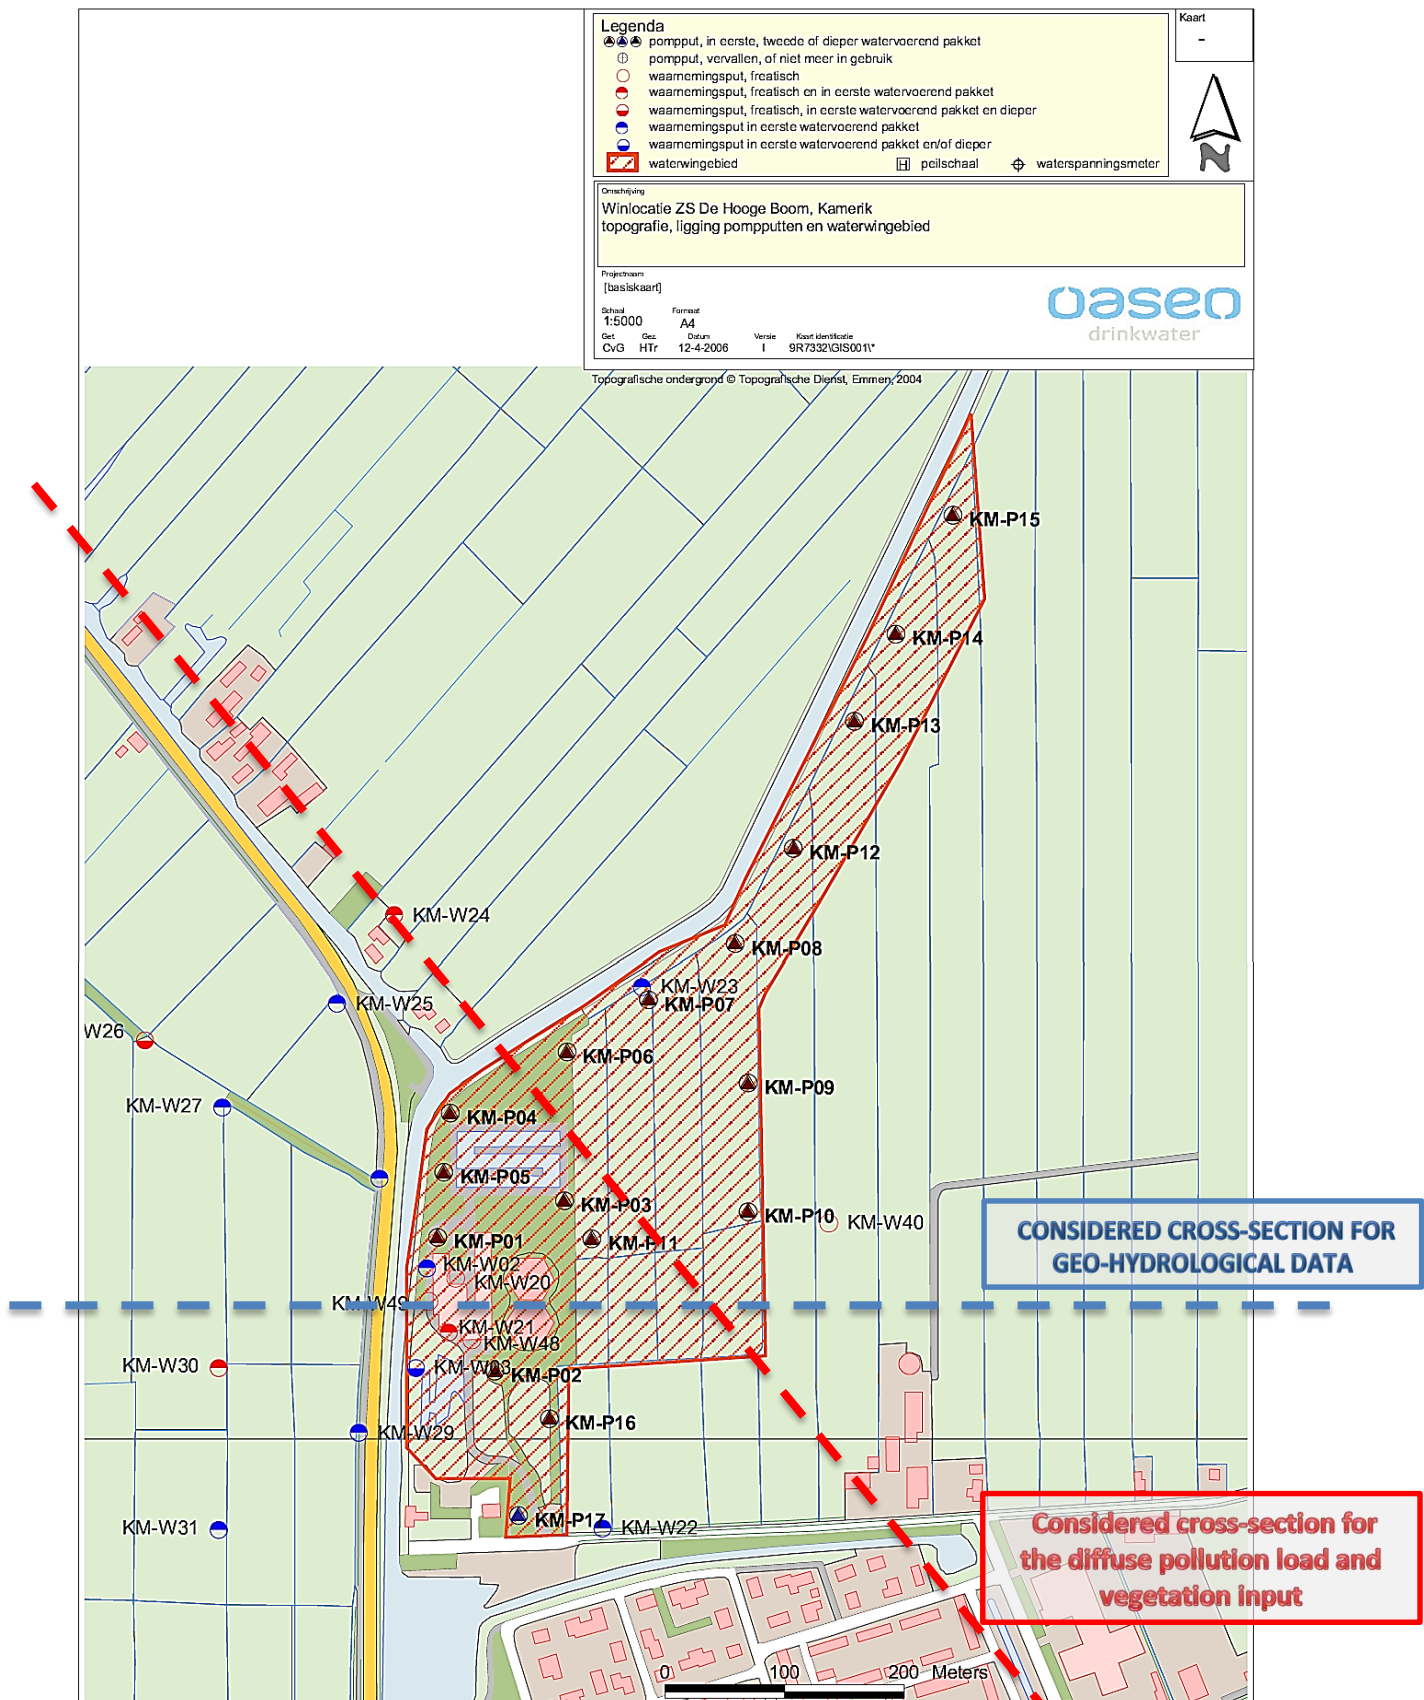 Legenda
pompput, in eerste, tweede of dieper watervoerend pakket
pompput, vervallen, of niet meer in gebruik
waarnemingsput, freatisch
waarnemingsput, freatisch en in eerste watervoerend pakket
waarnemingsput, freatisch, in eerste watervoerend pakket en dieper
waarnemingsput in eerste watervoerend pakket
waarnemingsput in eerste watervoerend pakket en/of dieper
waterwingebied
H peilschaal
waterspanningsmeter
Kaart
-
N
Omschrijving
Winlocatie ZS De Hooge Boom, Kamerik
topografie, ligging pompputten en waterwingebied
Projectnaam
[basiskaart]
Schaal Formaat
1:5000 A4
Get. Gez. Datum Versie Kaart identificatie
CvG HTr 12-4-2006 I 9R7332\GIS001\*
oasen
drinkwater
Topografische ondergrond © Topografische Dienst, Emmen, 2004
KM-P15
KM-P14
KM-P13
KM-P12
KM-W24
KM-P08
KM-W23
KM-P07
KM-W25
W26
KM-P06
KM-P09
KM-W27
KM-P04
KM-P05
KM-P03
KM-P10
KM-W40
KM-P01
KM-P11
KM-W02
KM-W20
CONSIDERED CROSS-SECTION FOR
GEO-HYDROLOGICAL DATA
KM-W49
KM-W21
KM-W48
KM-W30
KM-W03
KM-P02
KM-P16
KM-W29
KM-P17
KM-W22
KM-W31
Considered cross-section for
the diffuse pollution load and
vegetation input
0 100 200 Meters